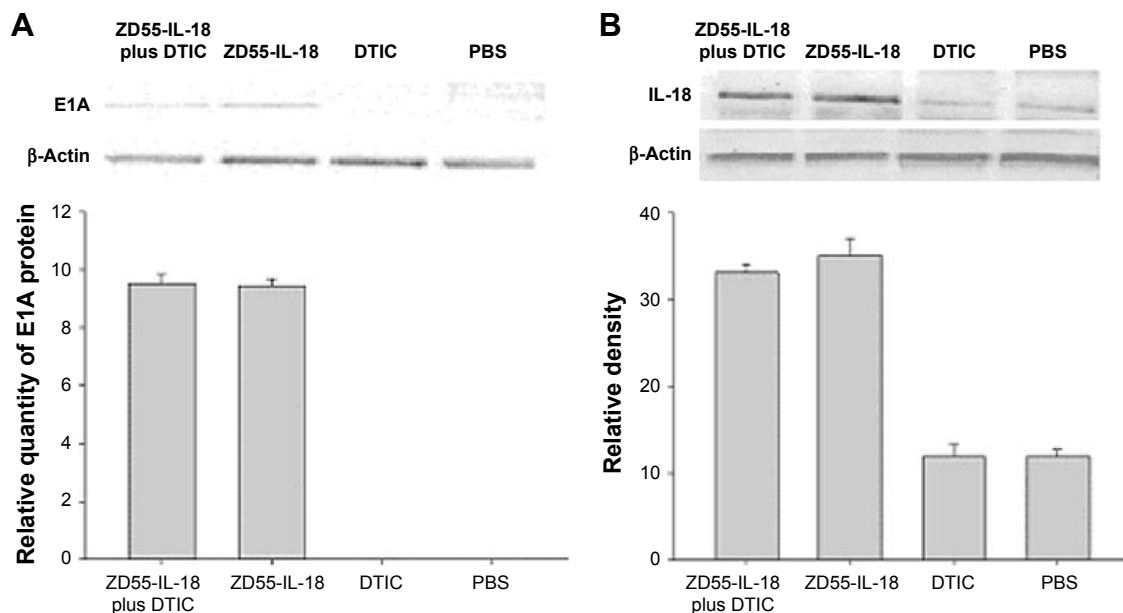 A
ZD55-IL-18
plus DTIC
ZD55-IL-18
DTIC
PBS
E1A
β-Actin
Relative quantity of E1A protein
12
10
8
6
4
2
0
ZD55-IL-18
plus DTIC
ZD55-IL-18
DTIC
PBS
B
ZD55-IL-18
plus DTIC
ZD55-IL-18
DTIC
PBS
IL-18
β-Actin
Relative density
40
30
20
10
0
ZD55-IL-18
plus DTIC
ZD55-IL-18
DTIC
PBS